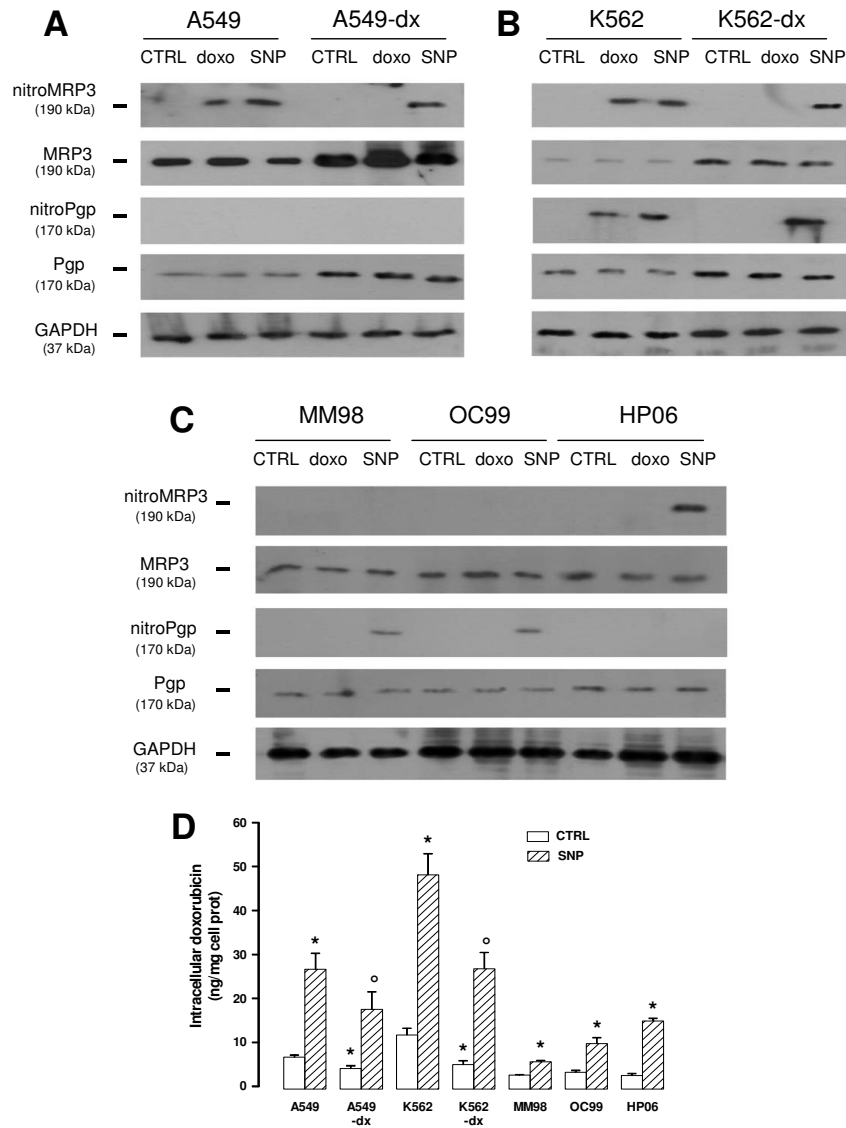 A
A549
A549-dx
CTRL doxo SNP
nitroMRP3
(190 kDa)
MRP3
(190 kDa)
nitroPgp
(170 kDa)
Pgp
(170 kDa)
GAPDH
(37 kDa)
B
K562
K562-dx
CTRL doxo SNP CTRL doxo SNP
C
MM98
OC99
HP06
CTRL doxo SNP CTRL doxo SNP CTRL doxo SNP
nitroMRP3
(190 kDa)
MRP3
(190 kDa)
nitroPgp
(170 kDa)
Pgp
(170 kDa)
GAPDH
(37 kDa)
D
Intracellular doxorubicin
(ng/mg cell prot)
60
50
40
30
20
10
0
CTRL
SNP
* * o * * o * * *
A549
A549
-dx
K562
K562
-dx
MM98
OC99
HP06